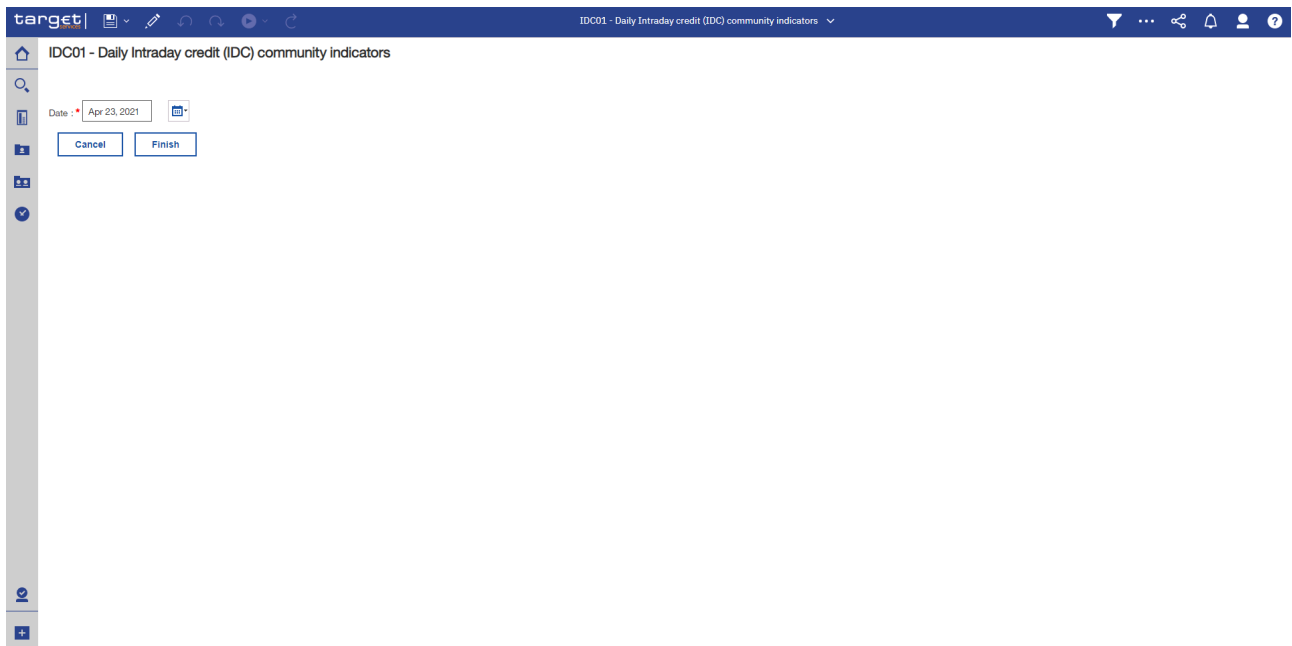 target|
services
IDC01 - Daily Intraday credit (IDC) community indicators
IDC01 - Daily Intraday credit (IDC) community indicators
Date : * Apr 23, 2021
Cancel Finish